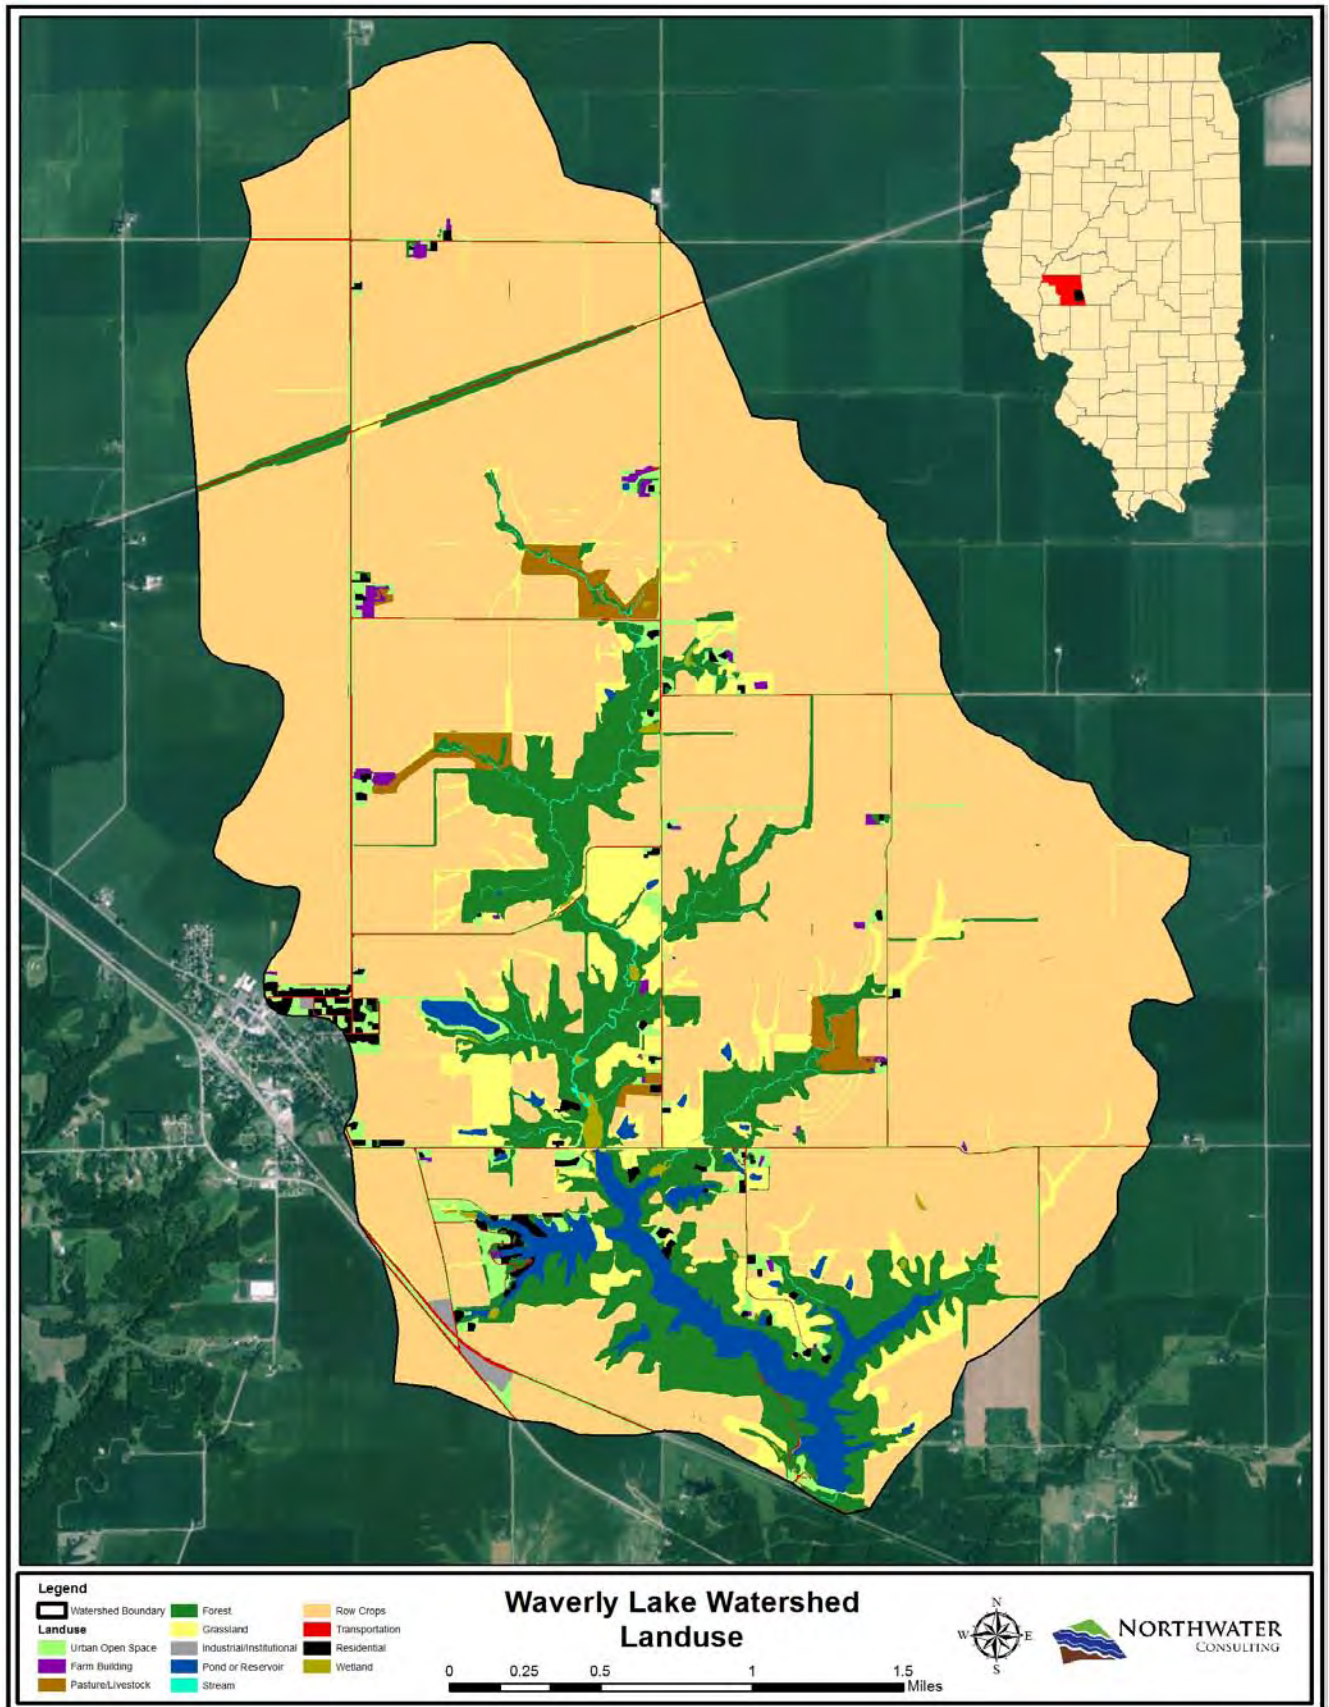 Legend
Watershed Boundary
Landuse
Urban Open Space
Farm Building
Pasture/Livestock
Forest
Grassland
Industrial/Institutional
Pond or Reservoir
Stream
Row Crops
Transportation
Residential
Wetland
Waverly Lake Watershed
Landuse
0 0.25 0.5 1 1.5
Miles
N
W E
S
NORTHWATER
CONSULTING